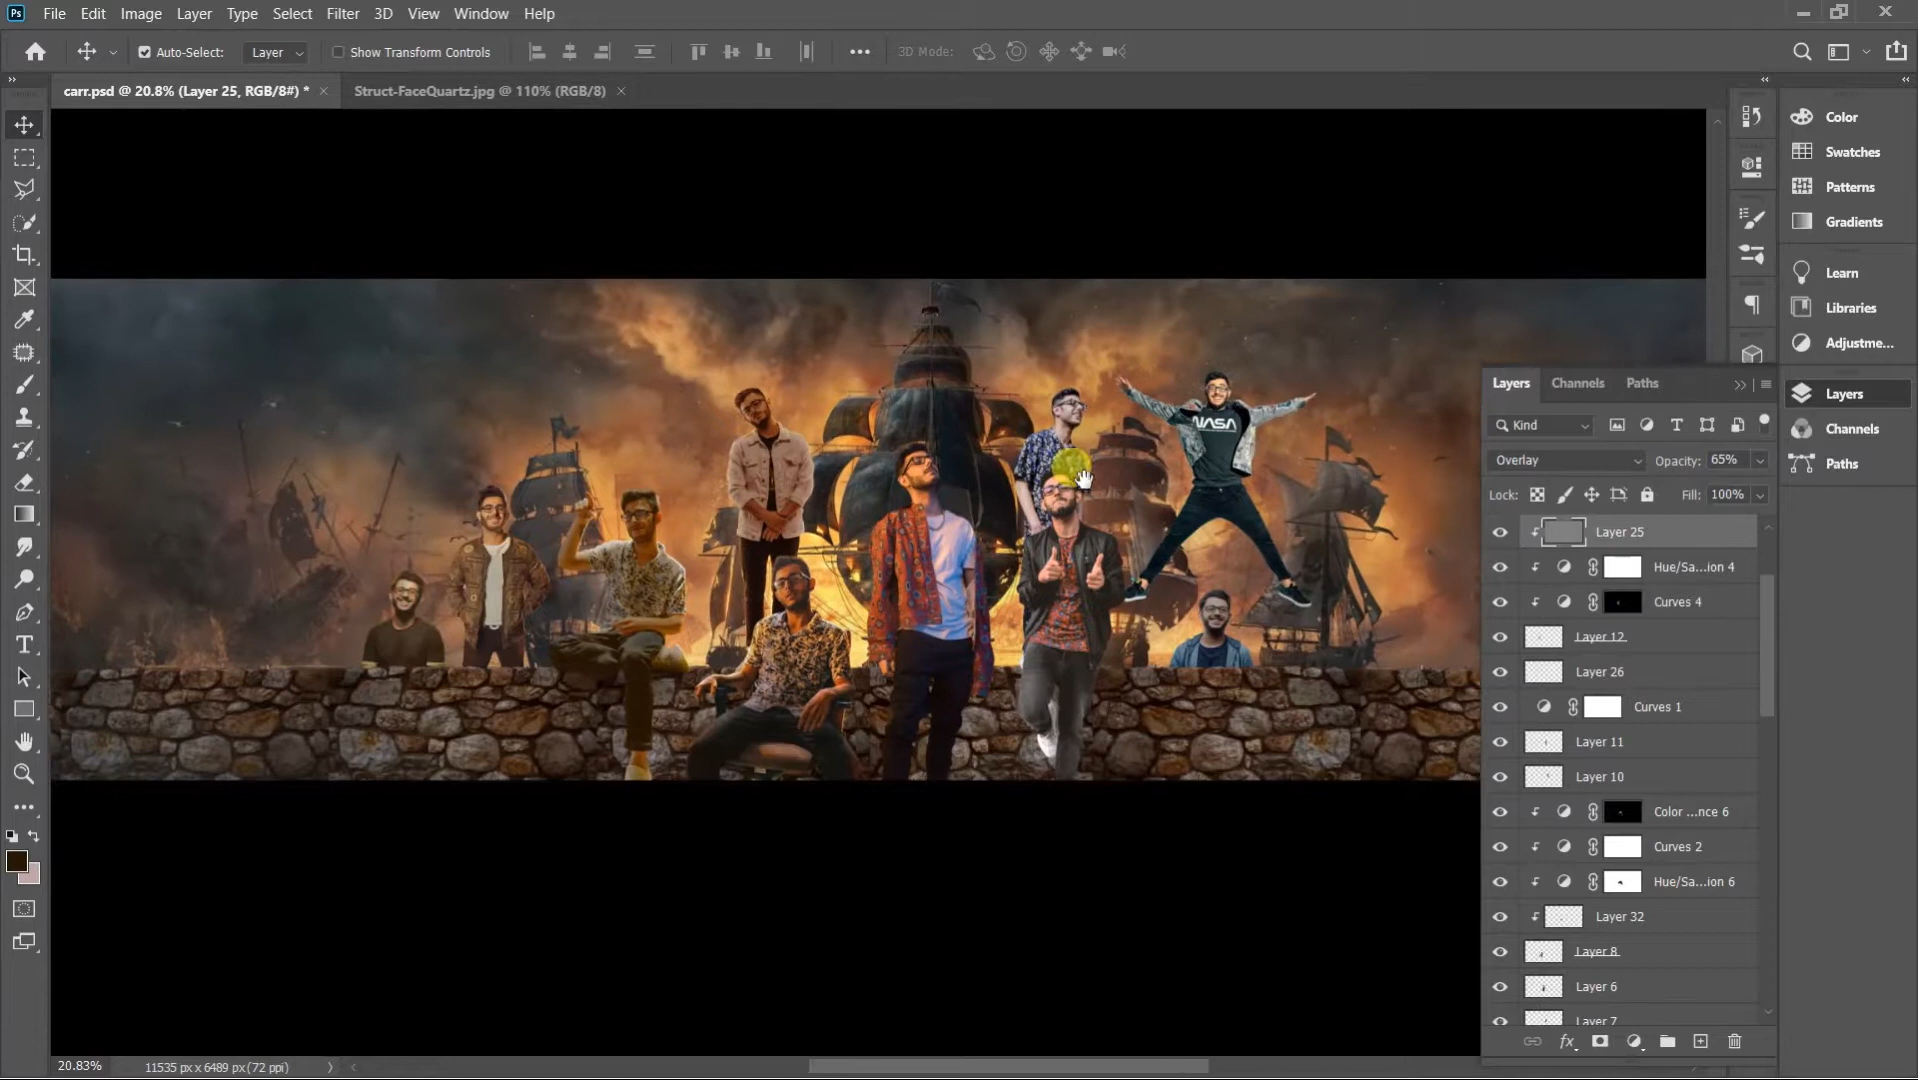 Ps File Edit Image Layer Type Select Filter 3D View Window Help
Auto-Select: Layer Show Transform Controls 3D Mode:
carr.psd @ 20.8% (Layer 25, RGB/8#) * Struct-FaceQuartz.jpg @ 110% (RGB/8)
Color
Swatches
Patterns
Gradients
Learn
Libraries
Adjustme...
Layers
Channels
Paths
NASA
Layers Channels Paths
Kind
Overlay Opacity: 65%
Lock: Fill: 100%
Layer 25
Hue/Sa...ion 4
Curves 4
Layer 12
Layer 26
Curves 1
Layer 11
Layer 10
Color ...nce 6
Curves 2
Hue/Sa...ion 6
Layer 32
Layer 8
Layer 6
Layer 7
fx
20.83% 11535 px x 6489 px (72 ppi)